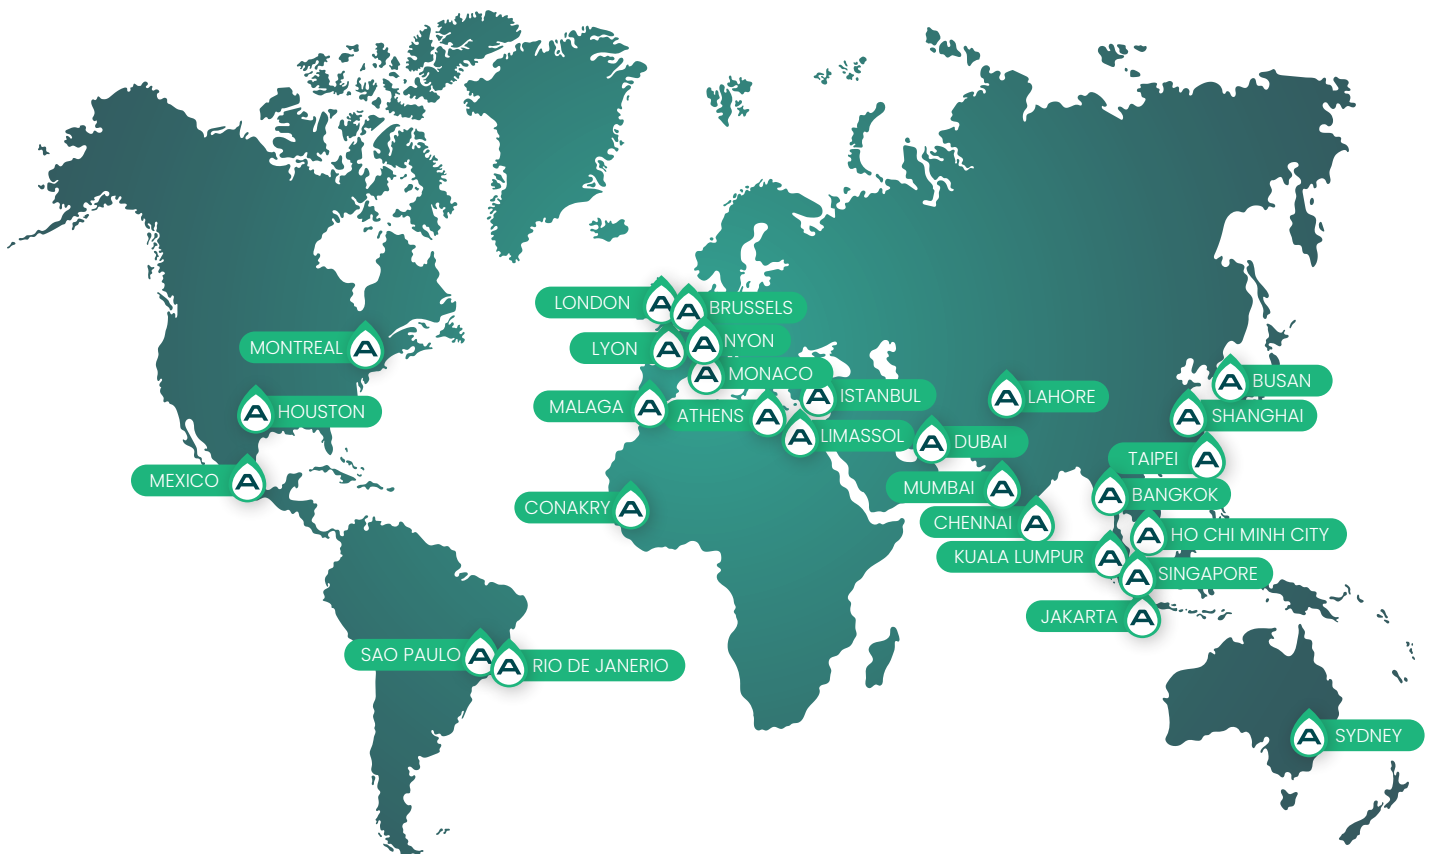 LONDON
BRUSSELS
NYON
LYON
MONTREAL
MONACO
BUSAN
ISTANBUL
LAHORE
MALAGA
HOUSTON
ATHENS
SHANGHAI
LIMASSOL
DUBAI
TAIPEI
MEXICO
MUMBAI
BANGKOK
CONAKRY
CHENNAI
HO CHI MINH CITY
KUALA LUMPUR
SINGAPORE
JAKARTA
SAO PAULO
RIO DE JANERIO
SYDNEY